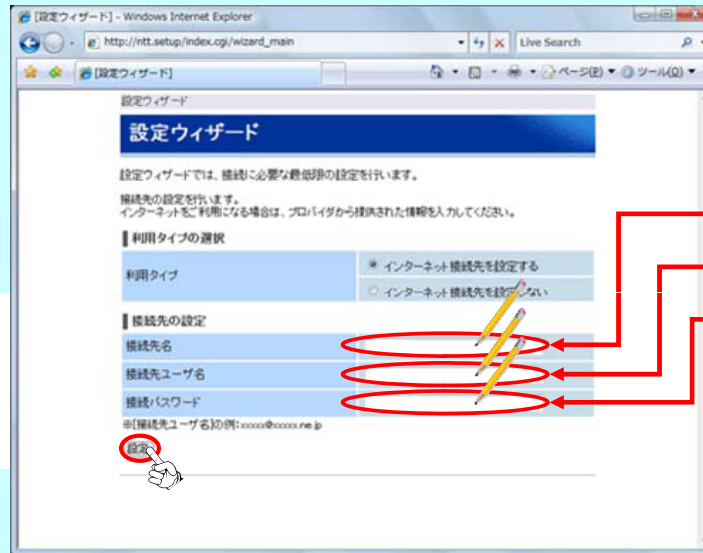 [設定ウィザード] - Windows Internet Explorer
http://ntt.setup/index.cgi/wizard_main
Live Search
[設定ウィザード]
ページ(P) ツール(O)
設定ウィザード
設定ウィザード
設定ウィザードでは、接続に必要な最低限の設定を行います。
接続先の設定を行います。
インターネットをご利用になる場合は、プロバイダから提供された情報を入力してください。
利用タイプの選択
利用タイプ
インターネット接続先を設定する
インターネット接続先を設定しない
接続先の設定
接続先名
接続先ユーザ名
接続パスワード
※[接続先ユーザ名]の例:xxxxx@xxxxx.ne.jp
設定